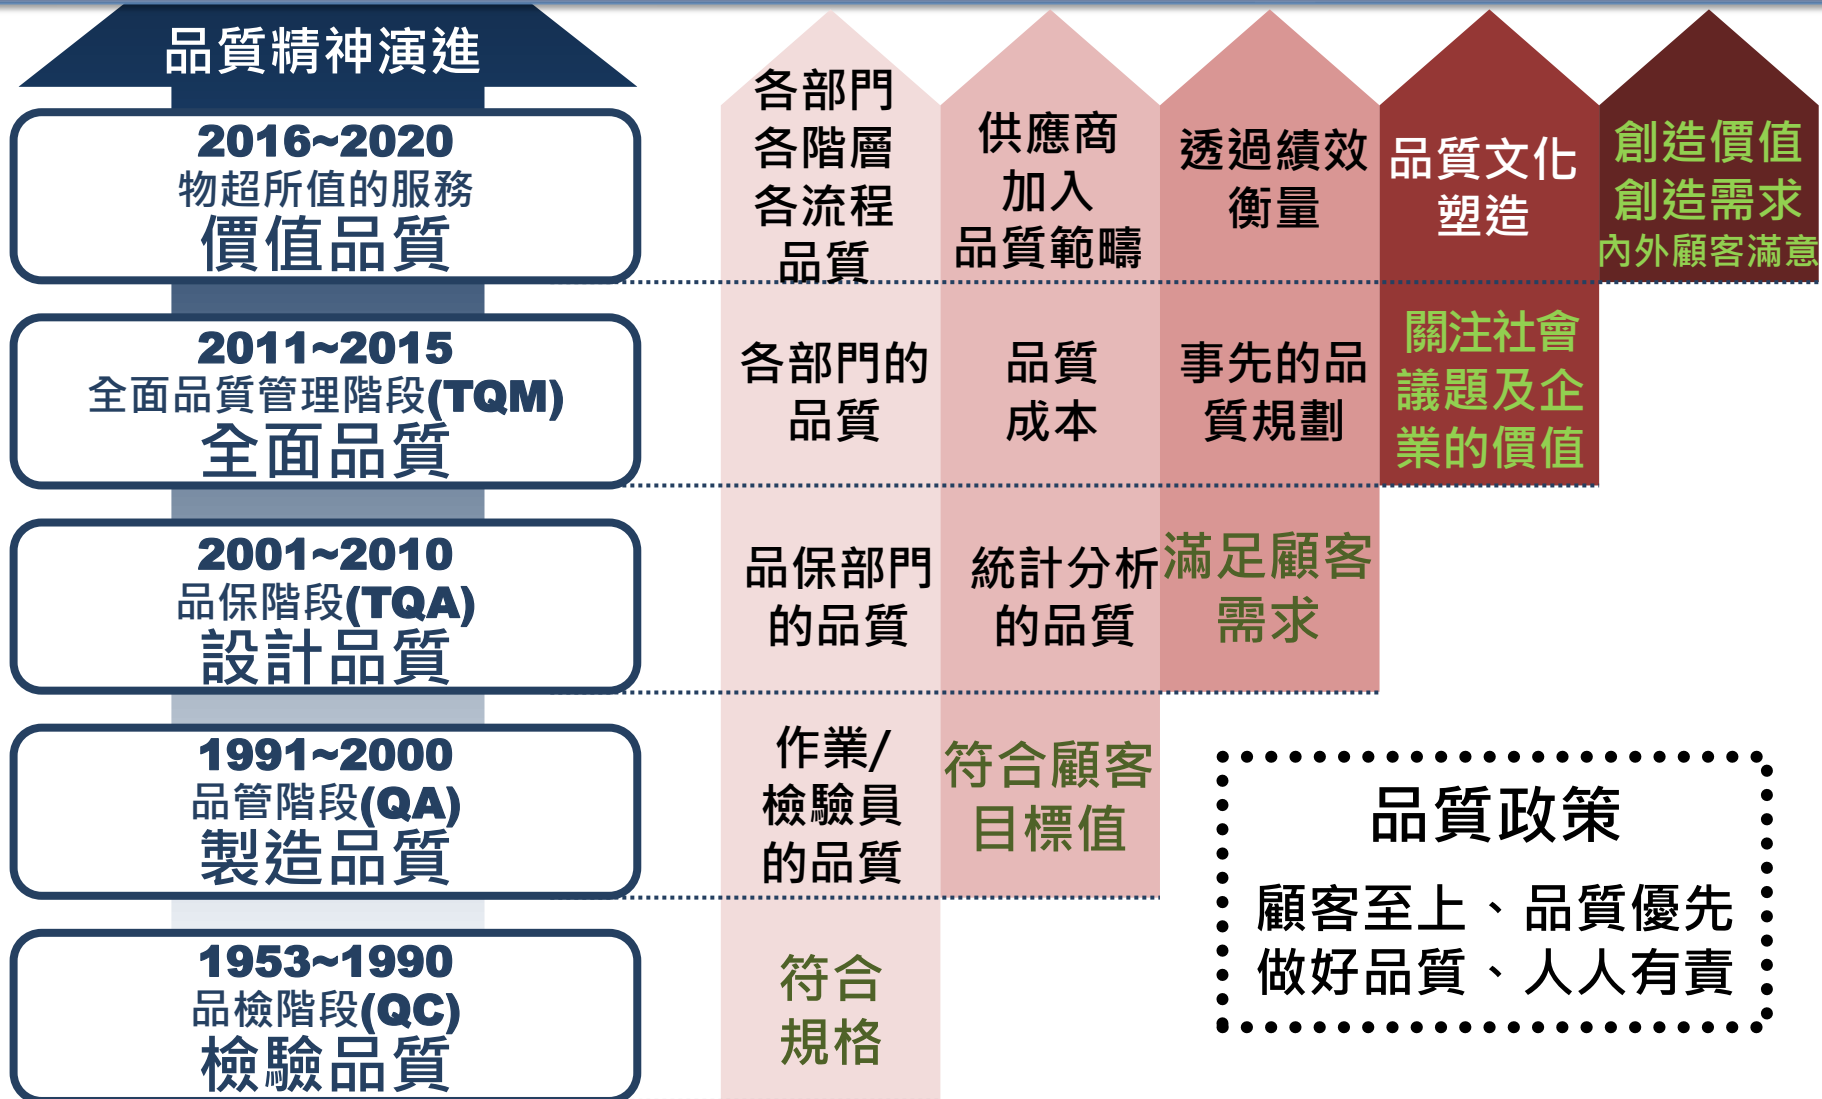 品質精神演進
2016~2020
物超所值的服務
價值品質
各部門
各階層
各流程
品質
供應商
加入
品質範疇
透過績效
衡量
品質文化
塑造
創造價值
創造需求
內外顧客滿意
2011~2015
全面品質管理階段(TQM)
全面品質
各部門的
品質
品質
成本
事先的品
質規劃
關注社會
議題及企
業的價值
2001~2010
品保階段(TQA)
設計品質
品保部門
的品質
統計分析
的品質
滿足顧客
需求
1991~2000
品管階段(QA)
製造品質
作業/
檢驗員
的品質
符合顧客
目標值
1953~1990
品檢階段(QC)
檢驗品質
符合
規格
品質政策
顧客至上、品質優先
做好品質、人人有責